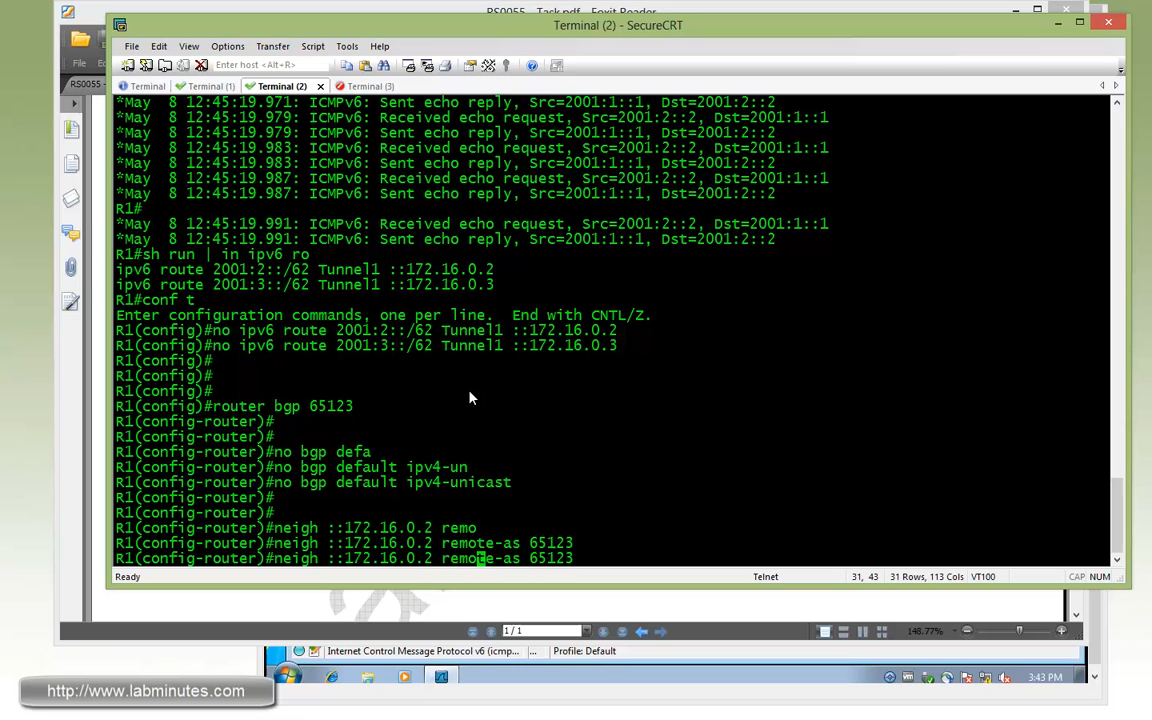 RS0055 - Task.pdf - Foxit Reader
Terminal (2) - SecureCRT
File Edit View Options Transfer Script Tools Help
Enter host <Alt+R>
File
RS0055
Terminal Terminal (1) Terminal (2) x Terminal (3)
*May  8 12:45:19.971: ICMPv6: Sent echo reply, Src=2001:1::1, Dst=2001:2::2
*May  8 12:45:19.979: ICMPv6: Received echo request, Src=2001:2::2, Dst=2001:1::1
*May  8 12:45:19.979: ICMPv6: Sent echo reply, Src=2001:1::1, Dst=2001:2::2
*May  8 12:45:19.983: ICMPv6: Received echo request, Src=2001:2::2, Dst=2001:1::1
*May  8 12:45:19.983: ICMPv6: Sent echo reply, Src=2001:1::1, Dst=2001:2::2
*May  8 12:45:19.987: ICMPv6: Received echo request, Src=2001:2::2, Dst=2001:1::1
*May  8 12:45:19.987: ICMPv6: Sent echo reply, Src=2001:1::1, Dst=2001:2::2
R1#
*May  8 12:45:19.991: ICMPv6: Received echo request, Src=2001:2::2, Dst=2001:1::1
*May  8 12:45:19.991: ICMPv6: Sent echo reply, Src=2001:1::1, Dst=2001:2::2
R1#sh run | in ipv6 ro
ipv6 route 2001:2::/62 Tunnel1 ::172.16.0.2
ipv6 route 2001:3::/62 Tunnel1 ::172.16.0.3
R1#conf t
Enter configuration commands, one per line.  End with CNTL/Z.
R1(config)#no ipv6 route 2001:2::/62 Tunnel1 ::172.16.0.2
R1(config)#no ipv6 route 2001:3::/62 Tunnel1 ::172.16.0.3
R1(config)#
R1(config)#
R1(config)#
R1(config)#router bgp 65123
R1(config-router)#
R1(config-router)#
R1(config-router)#no bgp defa
R1(config-router)#no bgp default ipv4-un
R1(config-router)#no bgp default ipv4-unicast
R1(config-router)#
R1(config-router)#
R1(config-router)#neigh ::172.16.0.2 remo
R1(config-router)#neigh ::172.16.0.2 remote-as 65123
R1(config-router)#neigh ::172.16.0.2 remote-as 65123
Ready Telnet 31, 43 31 Rows, 113 Cols VT100 CAP NUM
1 / 1 148.77%
Internet Control Message Protocol v6 (icmp... ... Profile: Default
3:43 PM
http://www.labminutes.com